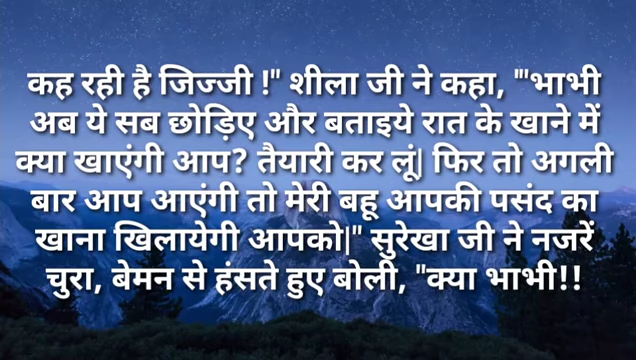 कह रही है जिज्जी !" शीला जी ने कहा, '"भाभी
अब ये सब छोड़िए और बताइये रात के खाने में
क्या खाएंगी आप? तैयारी कर लूं| फिर तो अगली
बार आप आएंगी तो मेरी बहू आपकी पसंद का
खाना खिलायेगी आपको|" सुरेखा जी ने नजरें
चुरा, बेमन से हंसते हुए बोली, "क्या भाभी!!